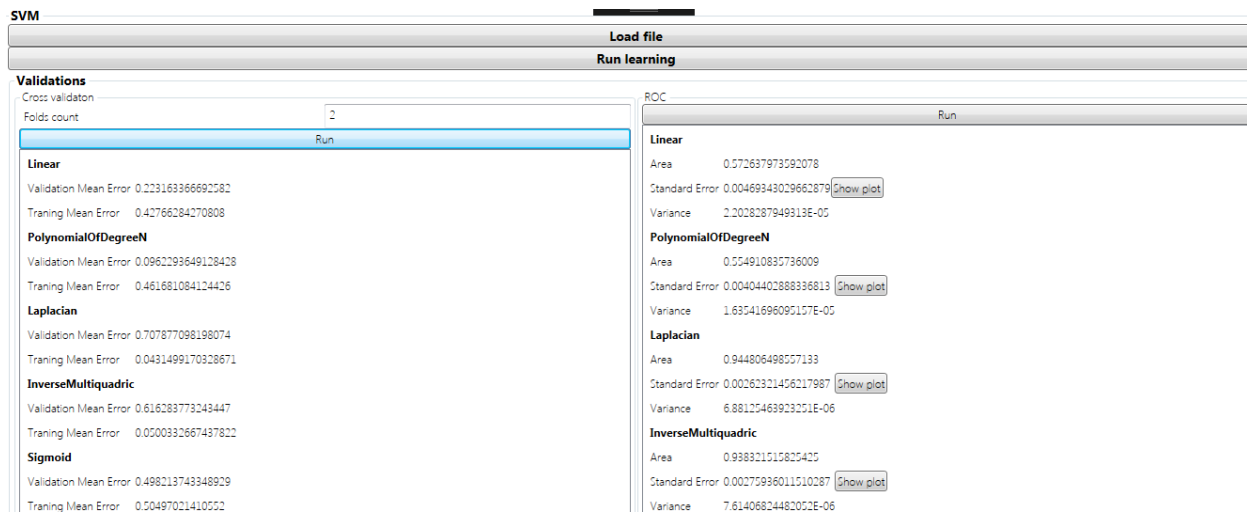 SVM
Load file
Run learning
Validations
Cross validaton
Folds count 2
Run
Linear
Validation Mean Error 0.223163366692582
Traning Mean Error 0.42766284270808
PolynomialOfDegreeN
Validation Mean Error 0.0962293649128428
Traning Mean Error 0.461681084124426
Laplacian
Validation Mean Error 0.707877098198074
Traning Mean Error 0.0431499170328671
InverseMultiquadric
Validation Mean Error 0.616283773243447
Traning Mean Error 0.0500332667437822
Sigmoid
Validation Mean Error 0.498213743348929
Traning Mean Error 0.50497021410552
ROC
Run
Linear
Area 0.572637973592078
Standard Error 0.00469343029662879 Show plot
Variance 2.2028287949313E-05
PolynomialOfDegreeN
Area 0.554910835736009
Standard Error 0.00404402888336813 Show plot
Variance 1.63541696095157E-05
Laplacian
Area 0.944806498557133
Standard Error 0.00262321456217987 Show plot
Variance 6.88125463923251E-06
InverseMultiquadric
Area 0.938321515825425
Standard Error 0.00275936011510287 Show plot
Variance 7.61406824482052E-06